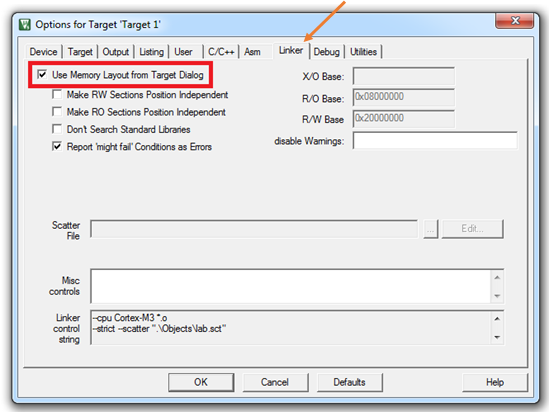 Options for Target 'Target 1'
Device Target Output Listing User C/C++ Asm Linker Debug Utilities
Use Memory Layout from Target Dialog
Make RW Sections Position Independent
Make RO Sections Position Independent
Don't Search Standard Libraries
Report 'might fail' Conditions as Errors
X/O Base:
R/O Base: 0x08000000
R/W Base 0x20000000
disable Warnings:
Scatter
File
... Edit...
Misc
controls
Linker
control
string
--cpu Cortex-M3 *.o
--strict --scatter ".\Objects\lab.sct"
OK Cancel Defaults Help